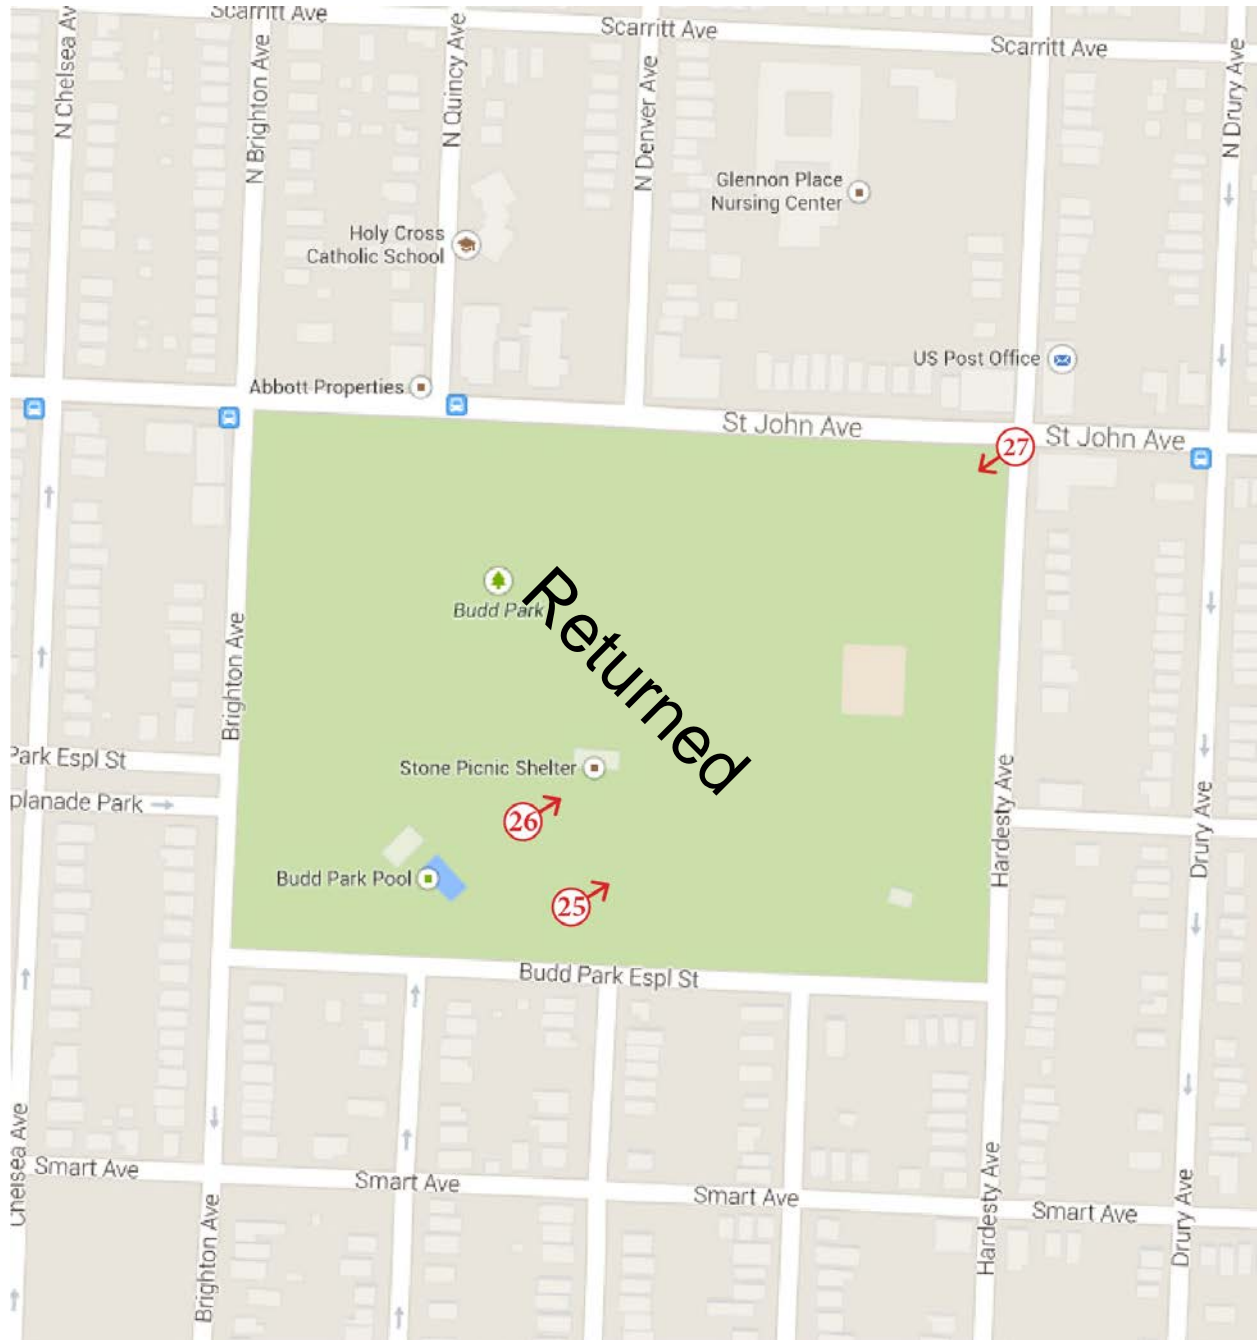 Scarritt Ave
Scarritt Ave
Scarritt Ave
N Chelsea Av
N Brighton Ave
N Quincy Ave
N Denver Ave
N Drury Ave
Glennon Place
Nursing Center
Holy Cross
Catholic School
US Post Office
Abbott Properties
St John Ave
St John Ave
27
Budd Park
Returned
Brighton Ave
Park Espl St
planade Park
Stone Picnic Shelter
26
Hardesty Ave
Drury Ave
Budd Park Pool
25
Budd Park Espl St
Chelsea Ave
Smart Ave
Smart Ave
Smart Ave
Smart Ave
Brighton Ave
Hardesty Ave
Drury Ave